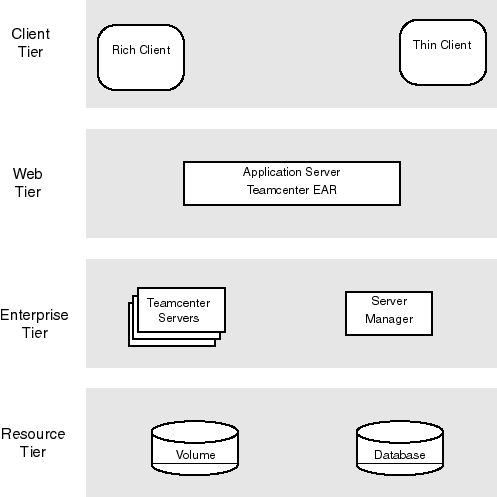 Client
Tier
Rich Client
Thin Client
Web
Tier
Application Server
Teamcenter EAR
Enterprise
Tier
Teamcenter
Servers
Server
Manager
Resource
Tier
Volume
Database